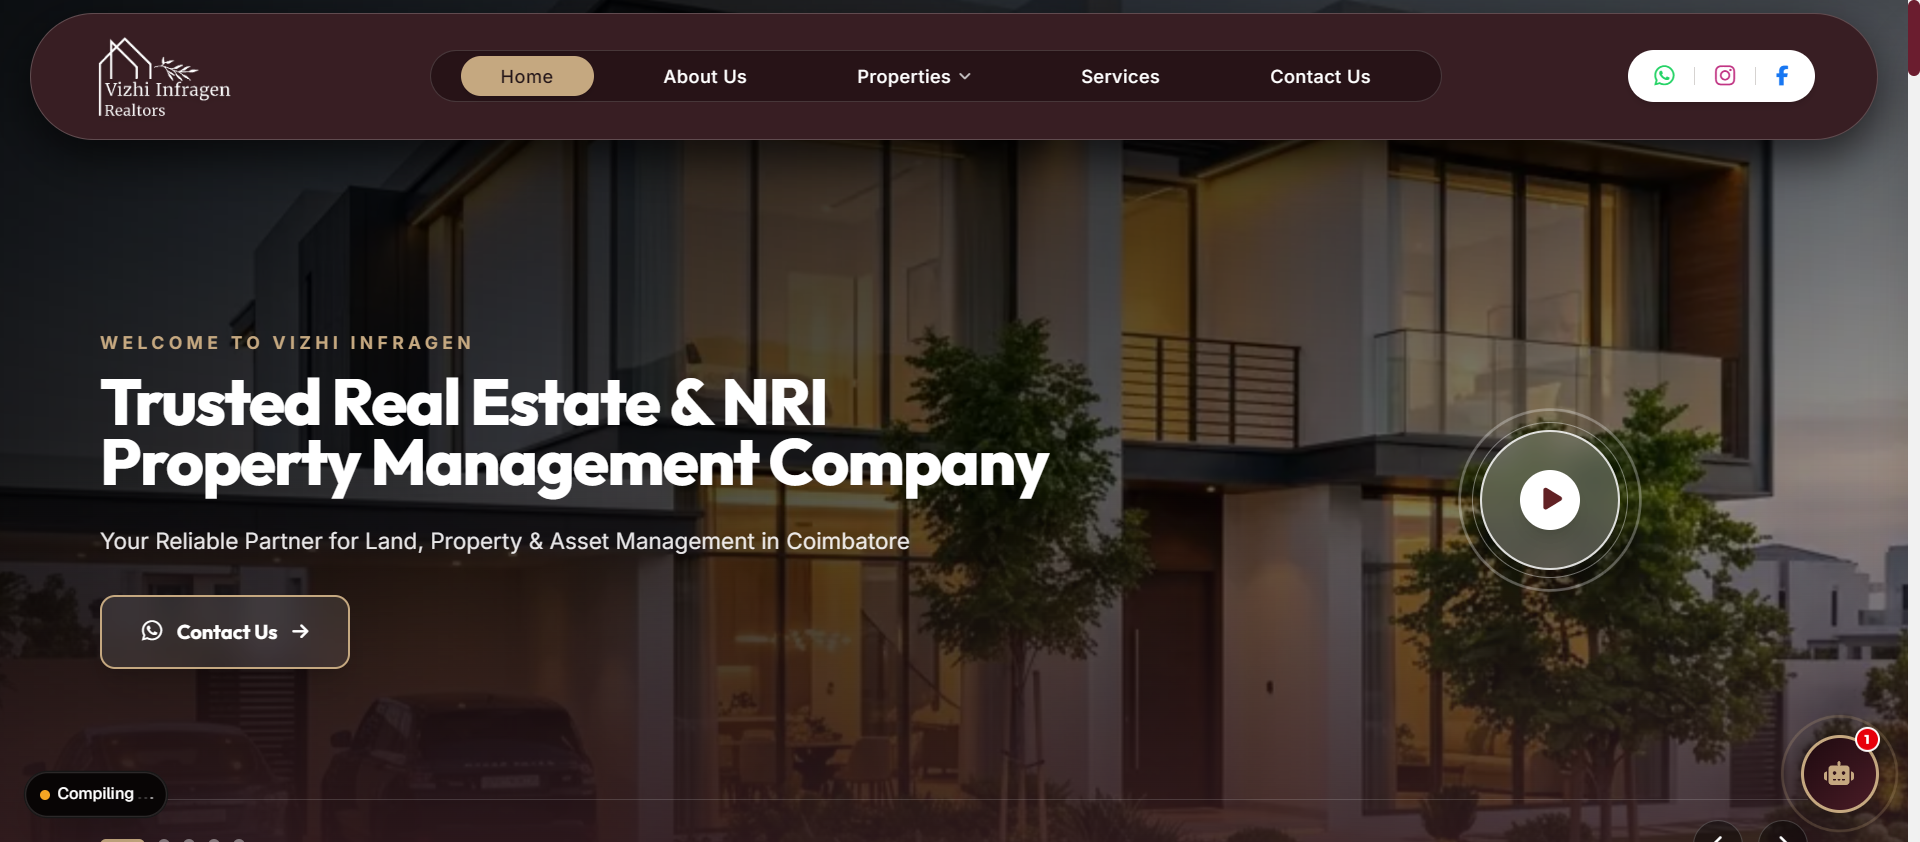 Vizhi Infragen
Realtors
Home
About Us
Properties
Services
Contact Us
WELCOME TO VIZHI INFRAGEN
Trusted Real Estate & NRI
Property Management Company
Your Reliable Partner for Land, Property & Asset Management in Coimbatore
Contact Us
1
Compiling ...